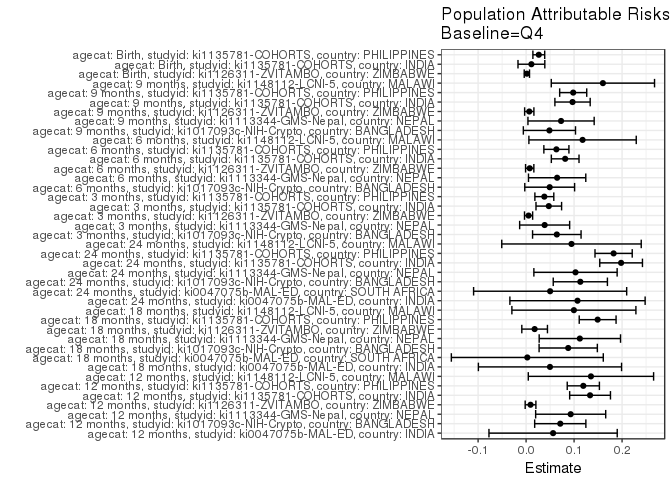 Population Attributable Risks
Baseline=Q4
agecat: Birth, studyid: ki1135781-COHORTS, country: PHILIPPINES
agecat: Birth, studyid: ki1135781-COHORTS, country: INDIA
agecat: Birth, studyid: ki1126311-ZVITAMBO, country: ZIMBABWE
agecat: 9 months, studyid: ki1148112-LCNI-5, country: MALAWI
agecat: 9 months, studyid: ki1135781-COHORTS, country: PHILIPPINES
agecat: 9 months, studyid: ki1135781-COHORTS, country: INDIA
agecat: 9 months, studyid: ki1126311-ZVITAMBO, country: ZIMBABWE
agecat: 9 months, studyid: ki1113344-GMS-Nepal, country: NEPAL
agecat: 9 months, studyid: ki1017093c-NIH-Crypto, country: BANGLADESH
agecat: 6 months, studyid: ki1148112-LCNI-5, country: MALAWI
agecat: 6 months, studyid: ki1135781-COHORTS, country: PHILIPPINES
agecat: 6 months, studyid: ki1135781-COHORTS, country: INDIA
agecat: 6 months, studyid: ki1126311-ZVITAMBO, country: ZIMBABWE
agecat: 6 months, studyid: ki1113344-GMS-Nepal, country: NEPAL
agecat: 6 months, studyid: ki1017093c-NIH-Crypto, country: BANGLADESH
agecat: 3 months, studyid: ki1135781-COHORTS, country: PHILIPPINES
agecat: 3 months, studyid: ki1135781-COHORTS, country: INDIA
agecat: 3 months, studyid: ki1126311-ZVITAMBO, country: ZIMBABWE
agecat: 3 months, studyid: ki1113344-GMS-Nepal, country: NEPAL
agecat: 3 months, studyid: ki1017093c-NIH-Crypto, country: BANGLADESH
agecat: 24 months, studyid: ki1148112-LCNI-5, country: MALAWI
agecat: 24 months, studyid: ki1135781-COHORTS, country: PHILIPPINES
agecat: 24 months, studyid: ki1135781-COHORTS, country: INDIA
agecat: 24 months, studyid: ki1113344-GMS-Nepal, country: NEPAL
agecat: 24 months, studyid: ki1017093c-NIH-Crypto, country: BANGLADESH
agecat: 24 months, studyid: ki0047075b-MAL-ED, country: SOUTH AFRICA
agecat: 24 months, studyid: ki0047075b-MAL-ED, country: INDIA
agecat: 18 months, studyid: ki1148112-LCNI-5, country: MALAWI
agecat: 18 months, studyid: ki1135781-COHORTS, country: PHILIPPINES
agecat: 18 months, studyid: ki1126311-ZVITAMBO, country: ZIMBABWE
agecat: 18 months, studyid: ki1113344-GMS-Nepal, country: NEPAL
agecat: 18 months, studyid: ki1017093c-NIH-Crypto, country: BANGLADESH
agecat: 18 months, studyid: ki0047075b-MAL-ED, country: SOUTH AFRICA
agecat: 18 months, studyid: ki0047075b-MAL-ED, country: INDIA
agecat: 12 months, studyid: ki1148112-LCNI-5, country: MALAWI
agecat: 12 months, studyid: ki1135781-COHORTS, country: PHILIPPINES
agecat: 12 months, studyid: ki1135781-COHORTS, country: INDIA
agecat: 12 months, studyid: ki1126311-ZVITAMBO, country: ZIMBABWE
agecat: 12 months, studyid: ki1113344-GMS-Nepal, country: NEPAL
agecat: 12 months, studyid: ki1017093c-NIH-Crypto, country: BANGLADESH
agecat: 12 months, studyid: ki0047075b-MAL-ED, country: INDIA
-0.1 0.0 0.1 0.2
Estimate